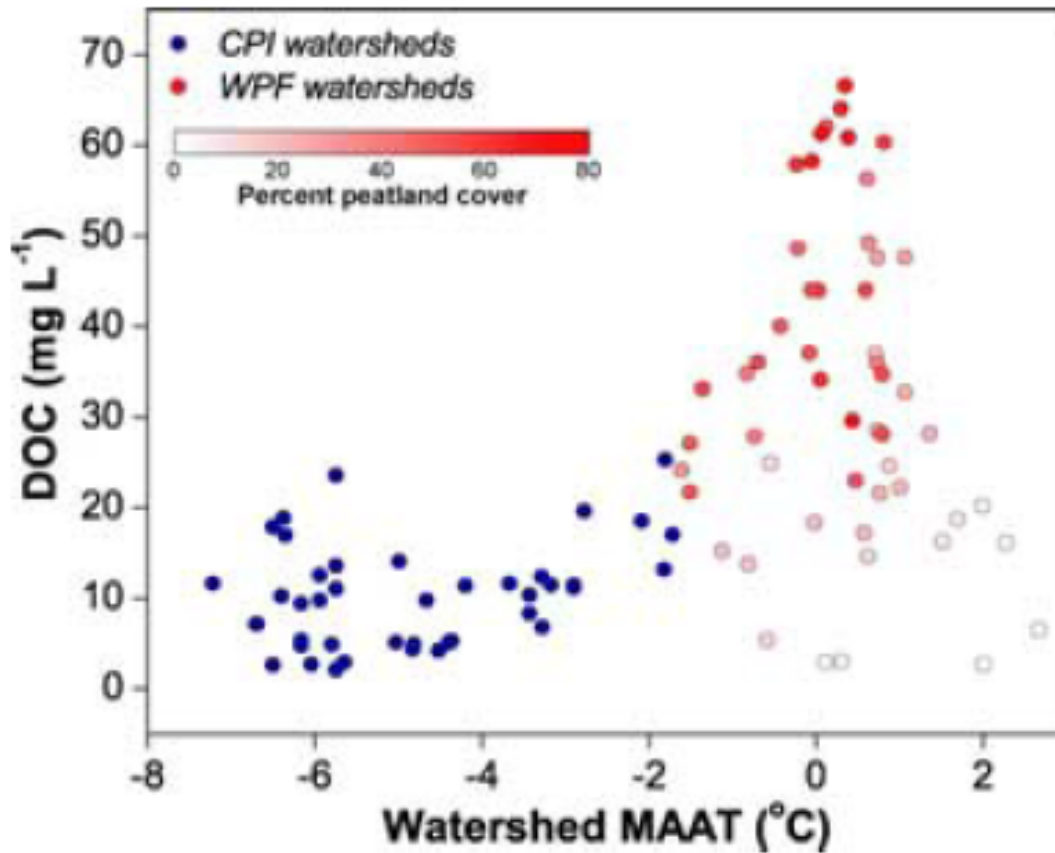 70
60
50
40
30
20
10
0
DOC (mg L⁻¹)
CPI watersheds
WPF watersheds
0 20 40 60 80
Percent peatland cover
-8 -6 -4 -2 0 2
Watershed MAAT (°C)